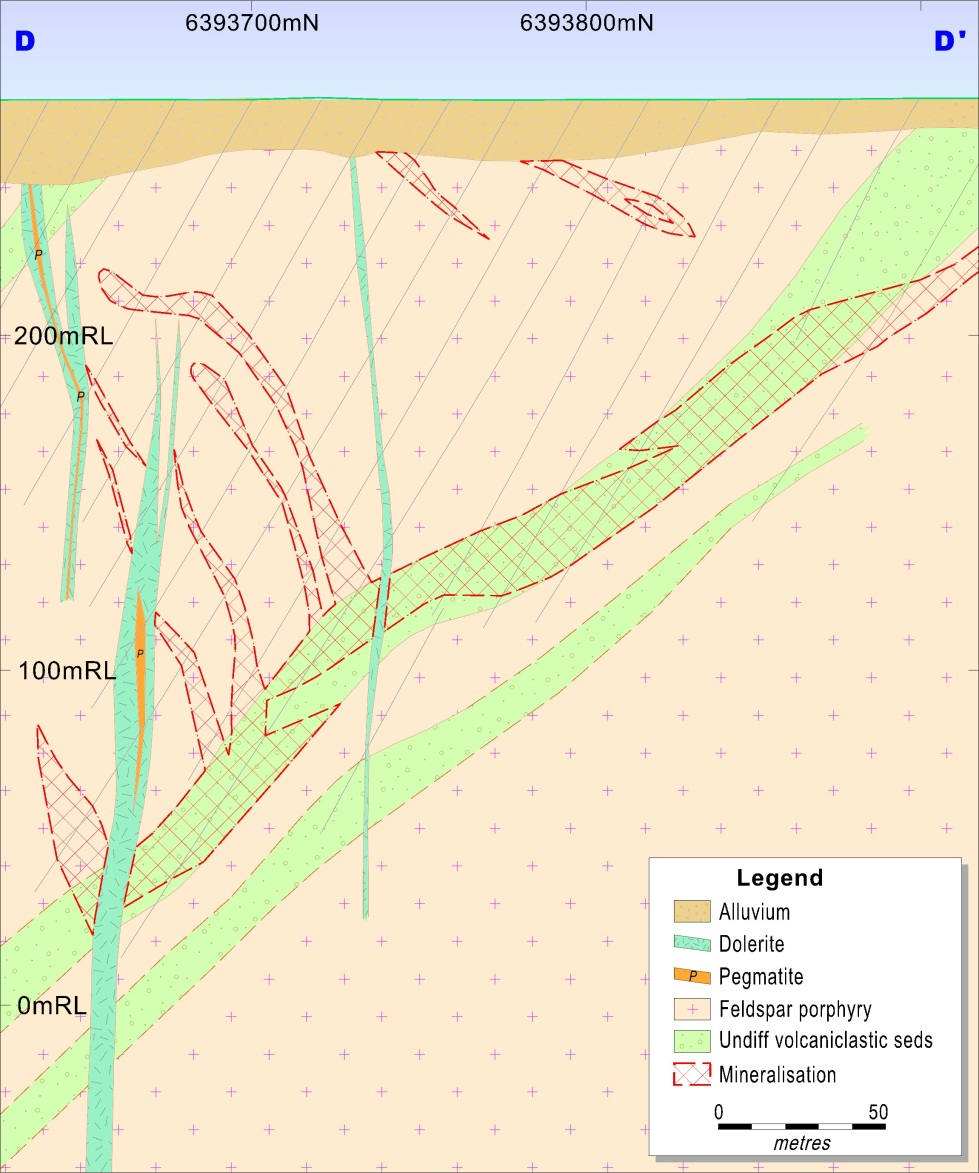 6393700mN 6393800mN
D D'
P
200mRL
P
P
100mRL
0mRL
Legend
Alluvium
Dolerite
P Pegmatite
Feldspar porphyry
Undiff volcaniclastic seds
Mineralisation
0 50
metres